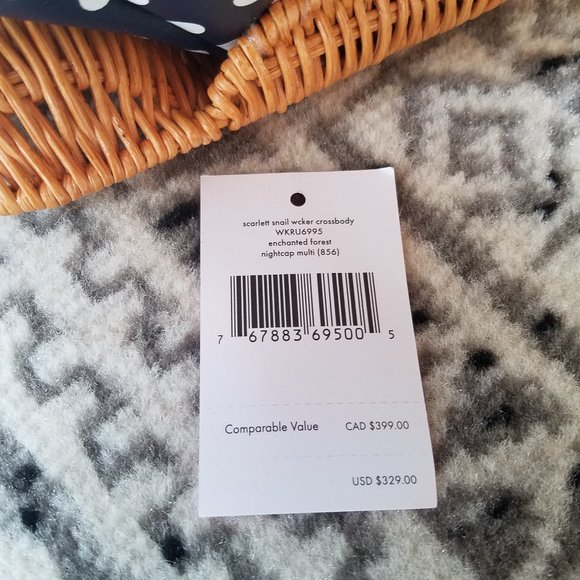 scarlett snail wcker crossbody
WKRU6995
enchanted forest
nightcap multi (856)
7 67883 69500 5
Comparable Value CAD $399.00
USD $329.00